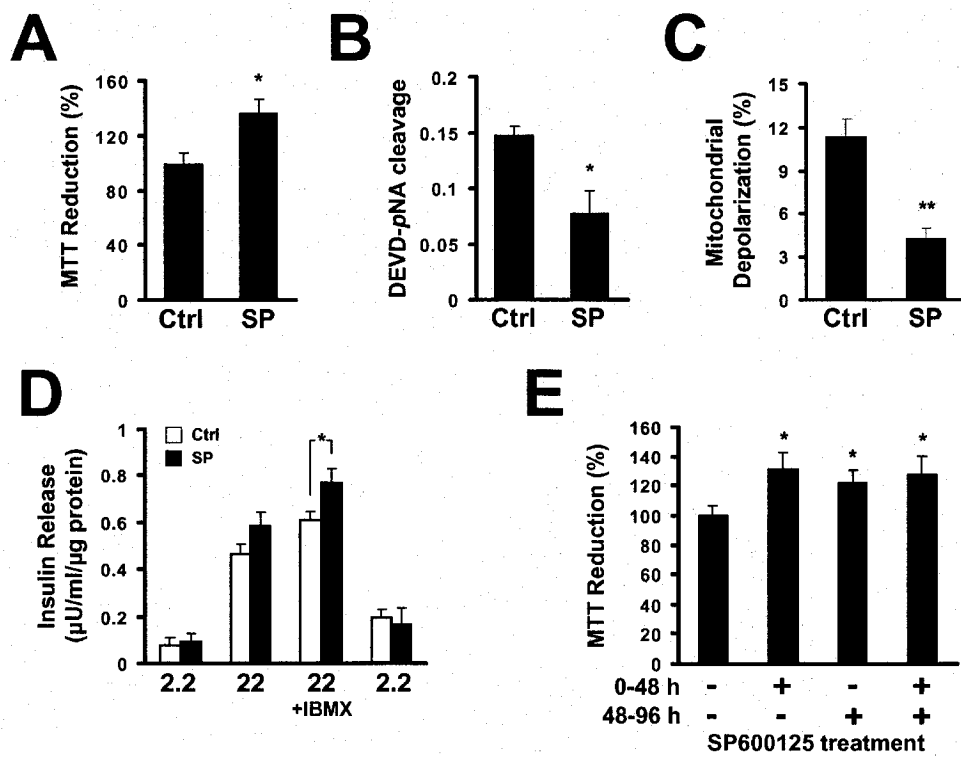 A
MTT Reduction (%)
160
120
80
40
0
*
Ctrl SP
B
DEVD-pNA cleavage
0.2
0.15
0.1
0.05
0
*
Ctrl SP
C
Mitochondrial
Depolarization (%)
15
12
9
6
3
0
**
Ctrl SP
D
Insulin Release
(µU/ml/µg protein)
1
0.8
0.6
0.4
0.2
0
Ctrl
SP
*
2.2 22 22 2.2
+IBMX
E
MTT Reduction (%)
160
140
120
100
80
60
40
20
0
* * *
0-48 h - + - +
48-96 h - - + +
SP600125 treatment